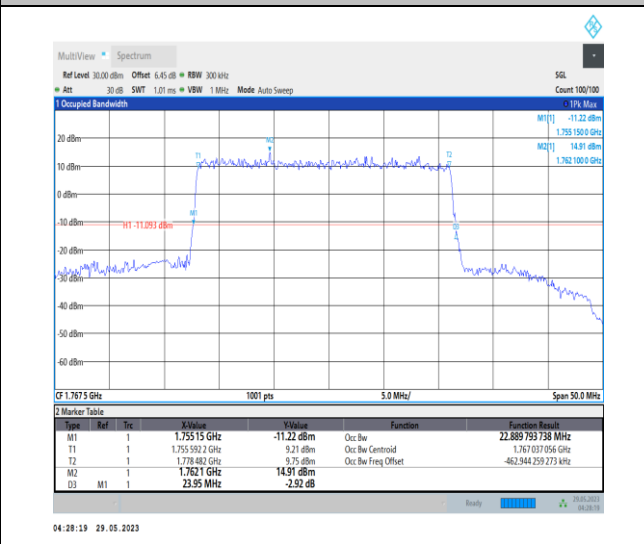 MultiView Spectrum
Ref Level 30.00 dBm Offset 6.45 dB RBW 300 kHz SGL
Att 30 dB SWT 1.01 ms VBW 1 MHz Mode Auto Sweep Count 100/100
1 Occupied Bandwidth 1Pk Max
M1[1] -11.22 dBm
1.755 150 0 GHz
M2[1] 14.91 dBm
1.762 100 0 GHz
20 dBm
M2
T1
T2
10 dBm
0 dBm
M1
-10 dBm
H1 -11.093 dBm
-20 dBm
-30 dBm
-40 dBm
-50 dBm
-60 dBm
CF 1.767 5 GHz 1001 pts 5.0 MHz/ Span 50.0 MHz
2 Marker Table
Type Ref Trc X-Value Y-Value Function Function Result
M1 1 1.755 15 GHz -11.22 dBm Occ Bw 22.889 793 738 MHz
T1 1 1.755 592 2 GHz 9.21 dBm Occ Bw Centroid 1.767 037 056 GHz
T2 1 1.778 482 GHz 9.75 dBm Occ Bw Freq Offset -462.944 259 273 kHz
M2 1 1.762 1 GHz 14.91 dBm
D3 M1 1 23.95 MHz -2.92 dB
Ready 29.05.2023
04:28:19
04:28:19 29.05.2023